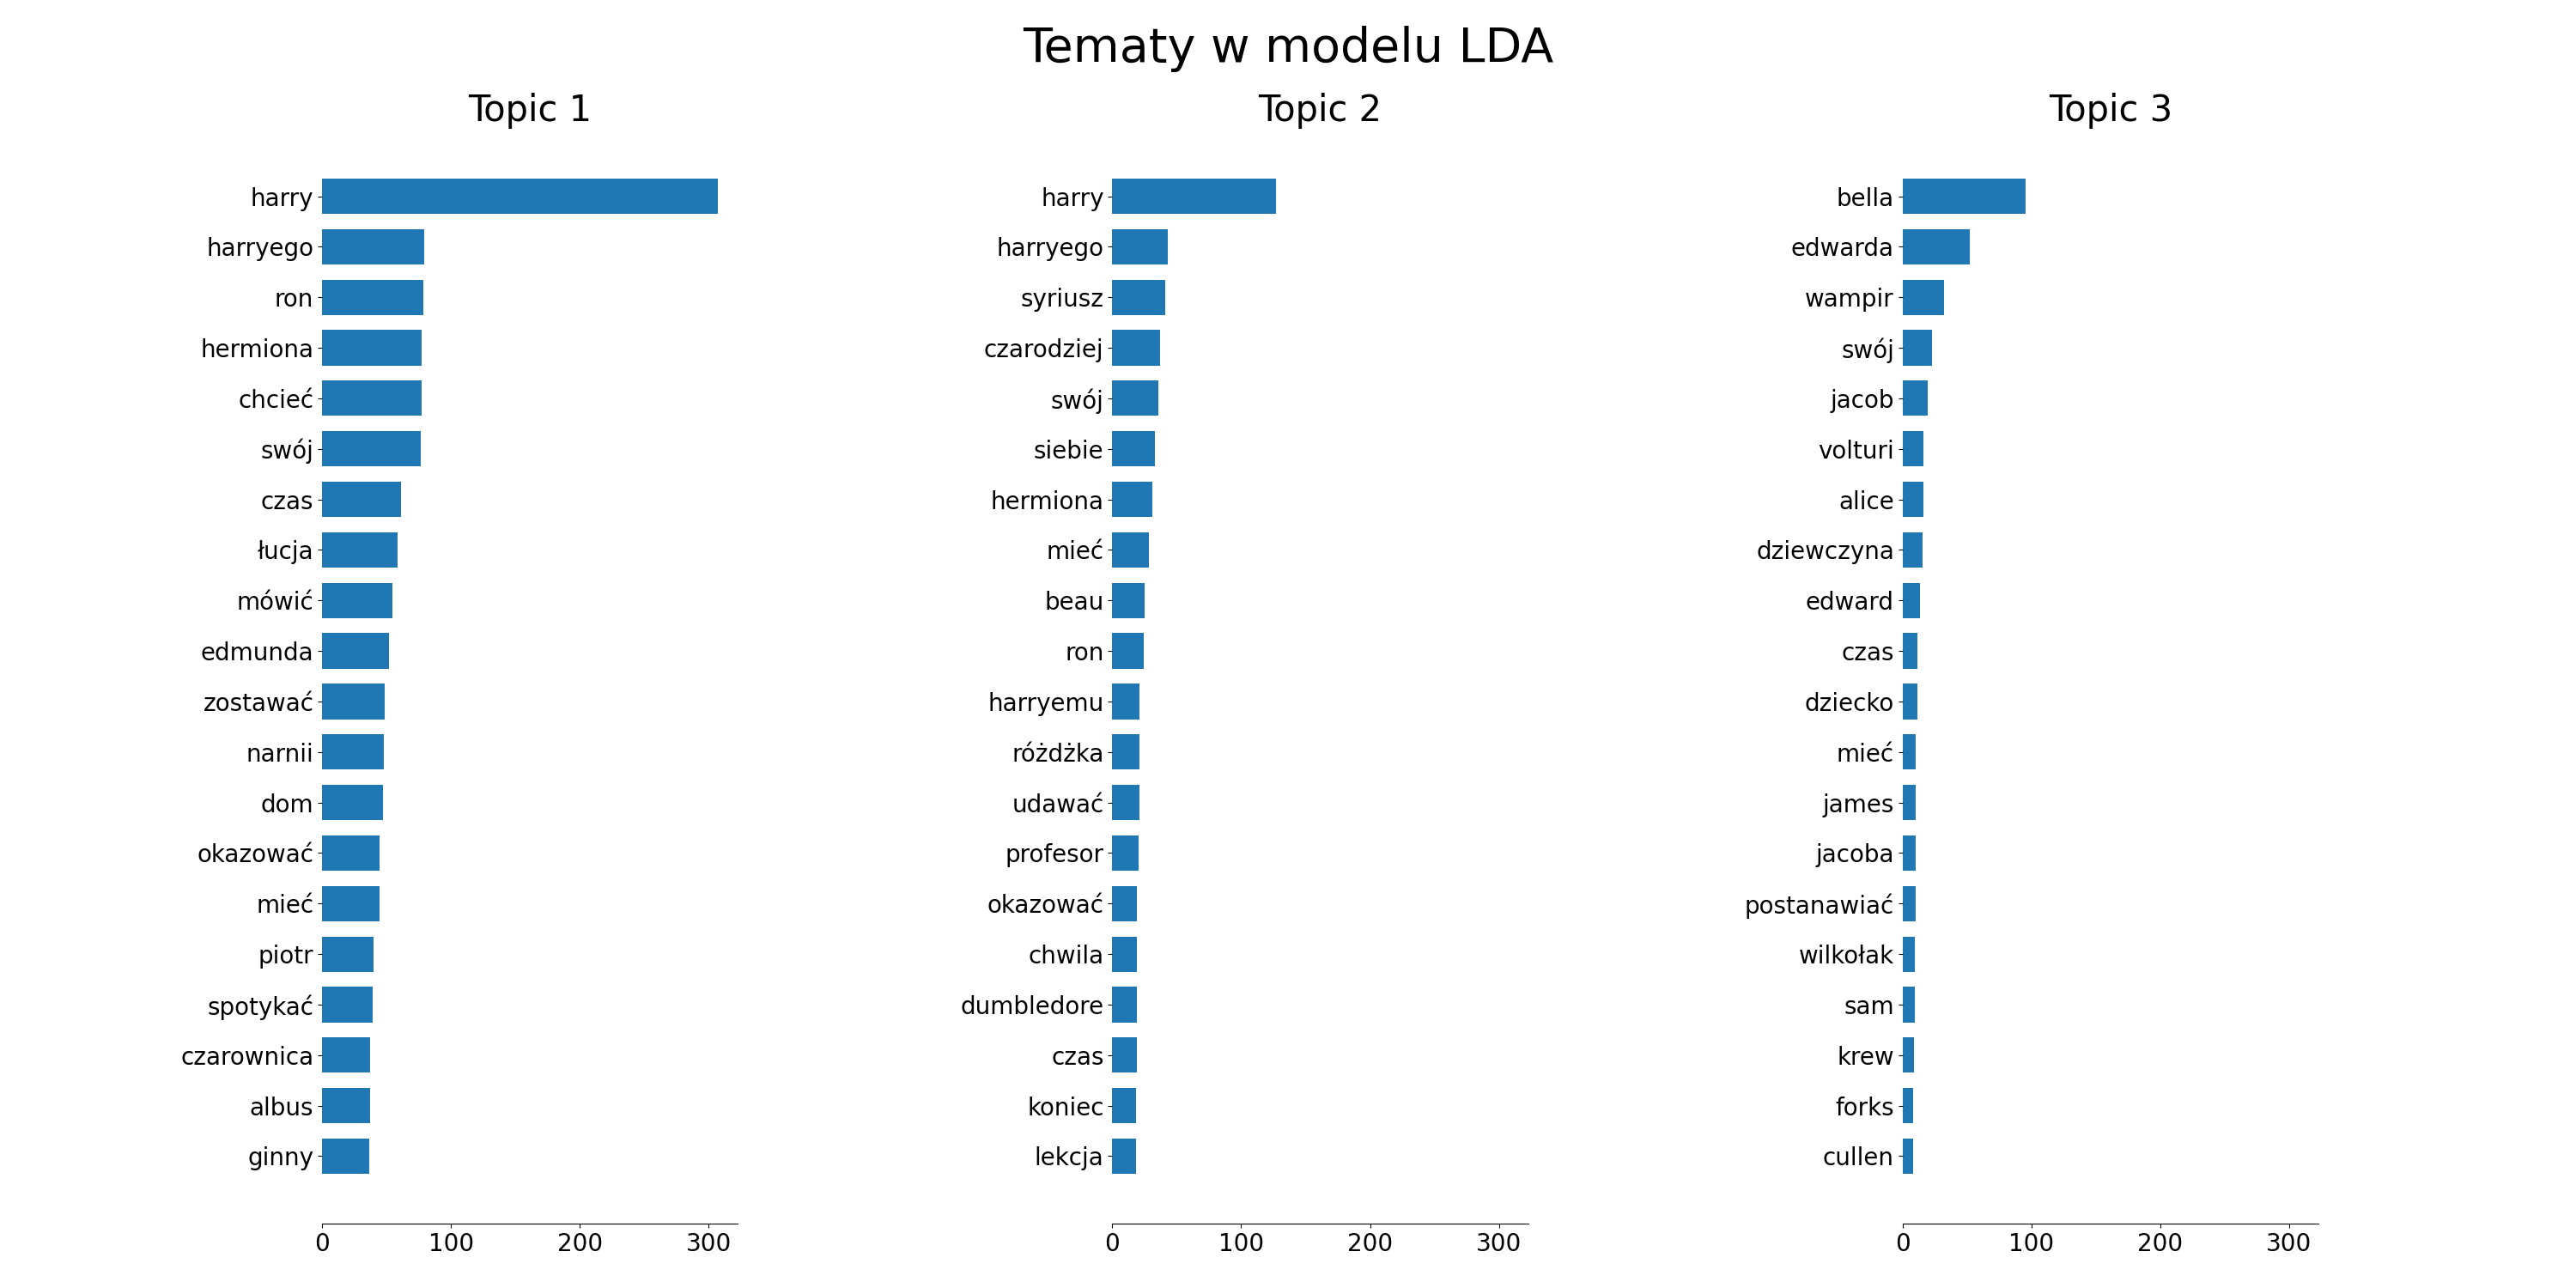 Tematy w modelu LDA
Topic 1
harry
harryego
ron
hermiona
chcieć
swój
czas
łucja
mówić
edmunda
zostawać
narnii
dom
okazować
mieć
piotr
spotykać
czarownica
albus
ginny
0 100 200 300
Topic 2
harry
harryego
syriusz
czarodziej
swój
siebie
hermiona
mieć
beau
ron
harryemu
różdżka
udawać
profesor
okazować
chwila
dumbledore
czas
koniec
lekcja
0 100 200 300
Topic 3
bella
edwarda
wampir
swój
jacob
volturi
alice
dziewczyna
edward
czas
dziecko
mieć
james
jacoba
postanawiać
wilkołak
sam
krew
forks
cullen
0 100 200 300